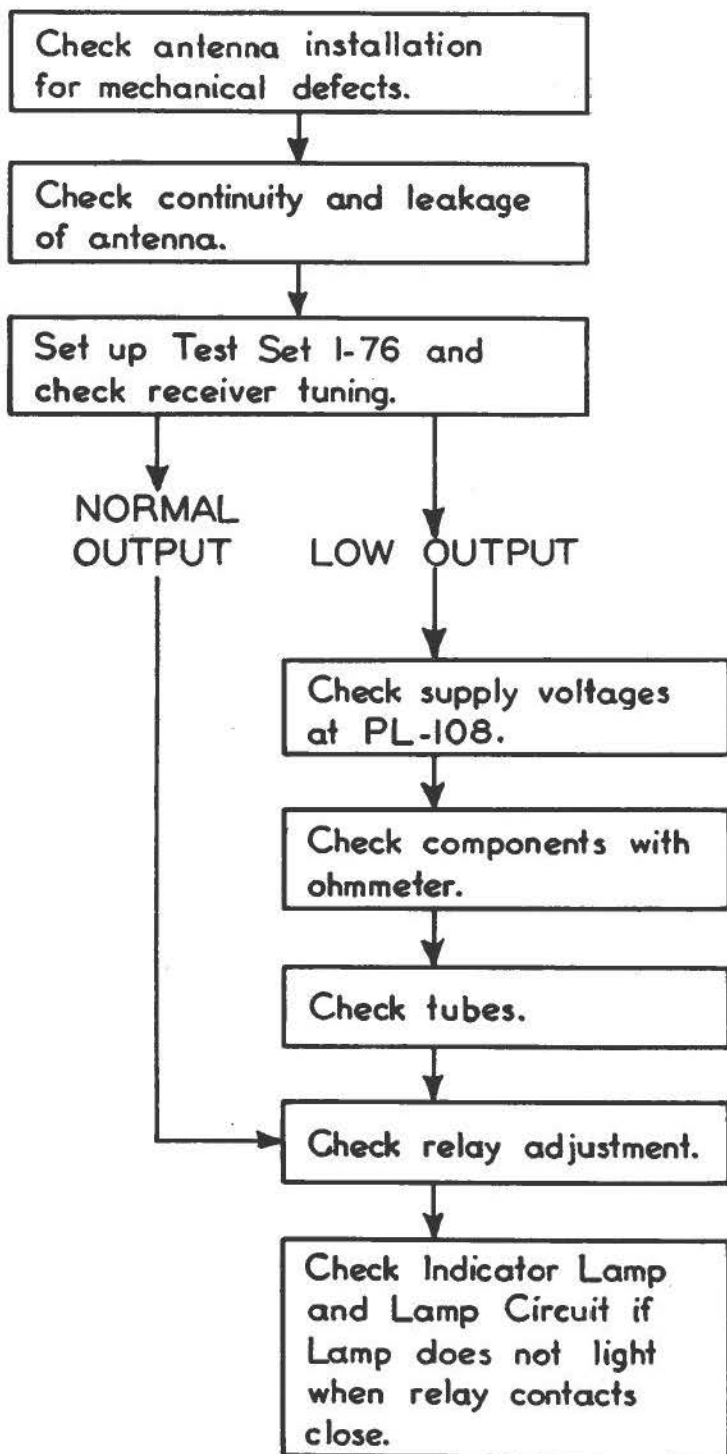 Check antenna installation
for mechanical defects.
Check continuity and leakage
of antenna.
Set up Test Set I-76 and
check receiver tuning.
NORMAL
OUTPUT
LOW OUTPUT
Check supply voltages
at PL-108.
Check components with
ohmmeter.
Check tubes.
Check relay adjustment.
Check Indicator Lamp
and Lamp Circuit if
Lamp does not light
when relay contacts
close.